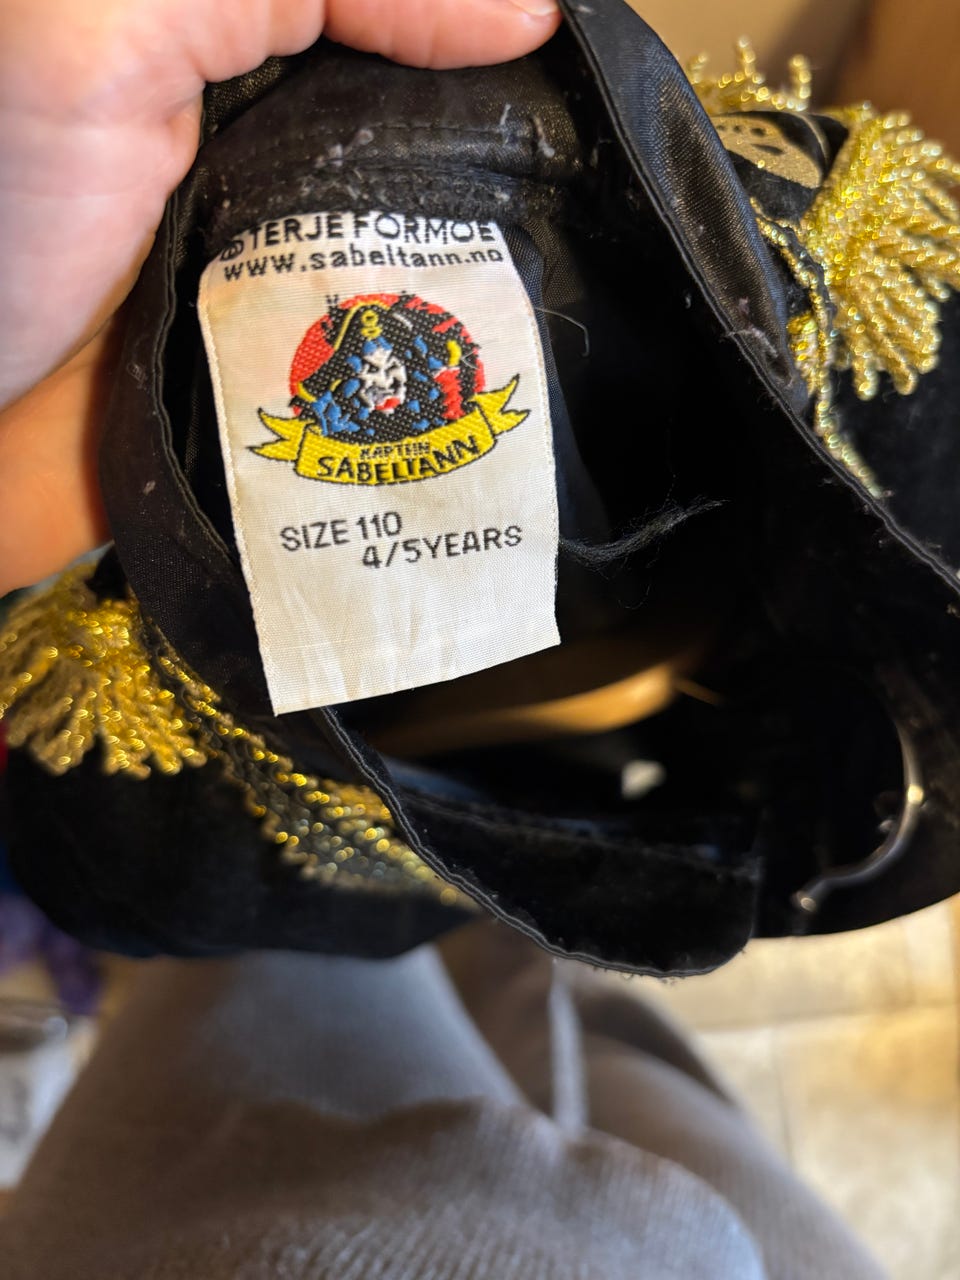 © TERJE FORMOE
www.sabeltann.no
KAPTEIN
SABELTANN
SIZE 110
4/5YEARS